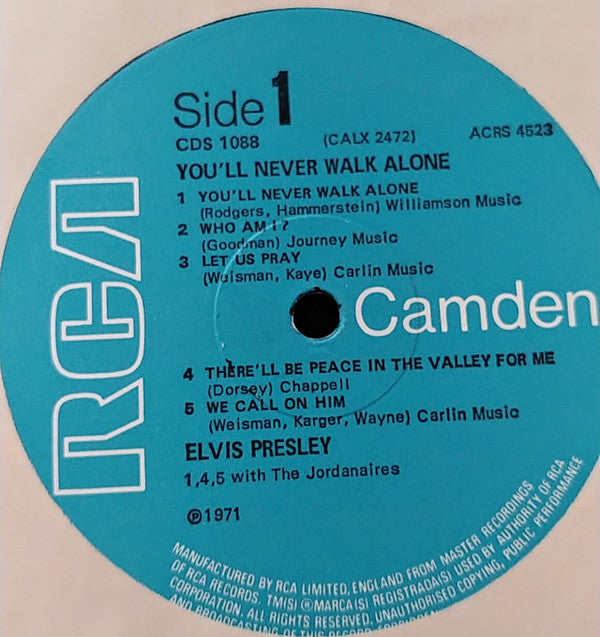 Side 1
CDS 1088 (CALX 2472) ACRS 4523
YOU'LL NEVER WALK ALONE
1 YOU'LL NEVER WALK ALONE
(Rodgers, Hammerstein) Williamson Music
2 WHO AM I?
(Goodman) Journey Music
3 LET US PRAY
(Weisman, Kaye) Carlin Music
RCA
Camden
4 THERE'LL BE PEACE IN THE VALLEY FOR ME
(Dorsey) Chappell
5 WE CALL ON HIM
(Weisman, Karger, Wayne) Carlin Music
ELVIS PRESLEY
1,4,5 with The Jordanaires
℗1971
MANUFACTURED BY RCA LIMITED, ENGLAND FROM MASTER RECORDINGS
OF RCA RECORDS. TM(S) ® MARCA(S) REGISTRADA(S) USED BY AUTHORITY OF RCA
CORPORATION. ALL RIGHTS RESERVED. UNAUTHORISED COPYING, PUBLIC PERFORMANCE
AND BROADCASTING OF THIS RECORD